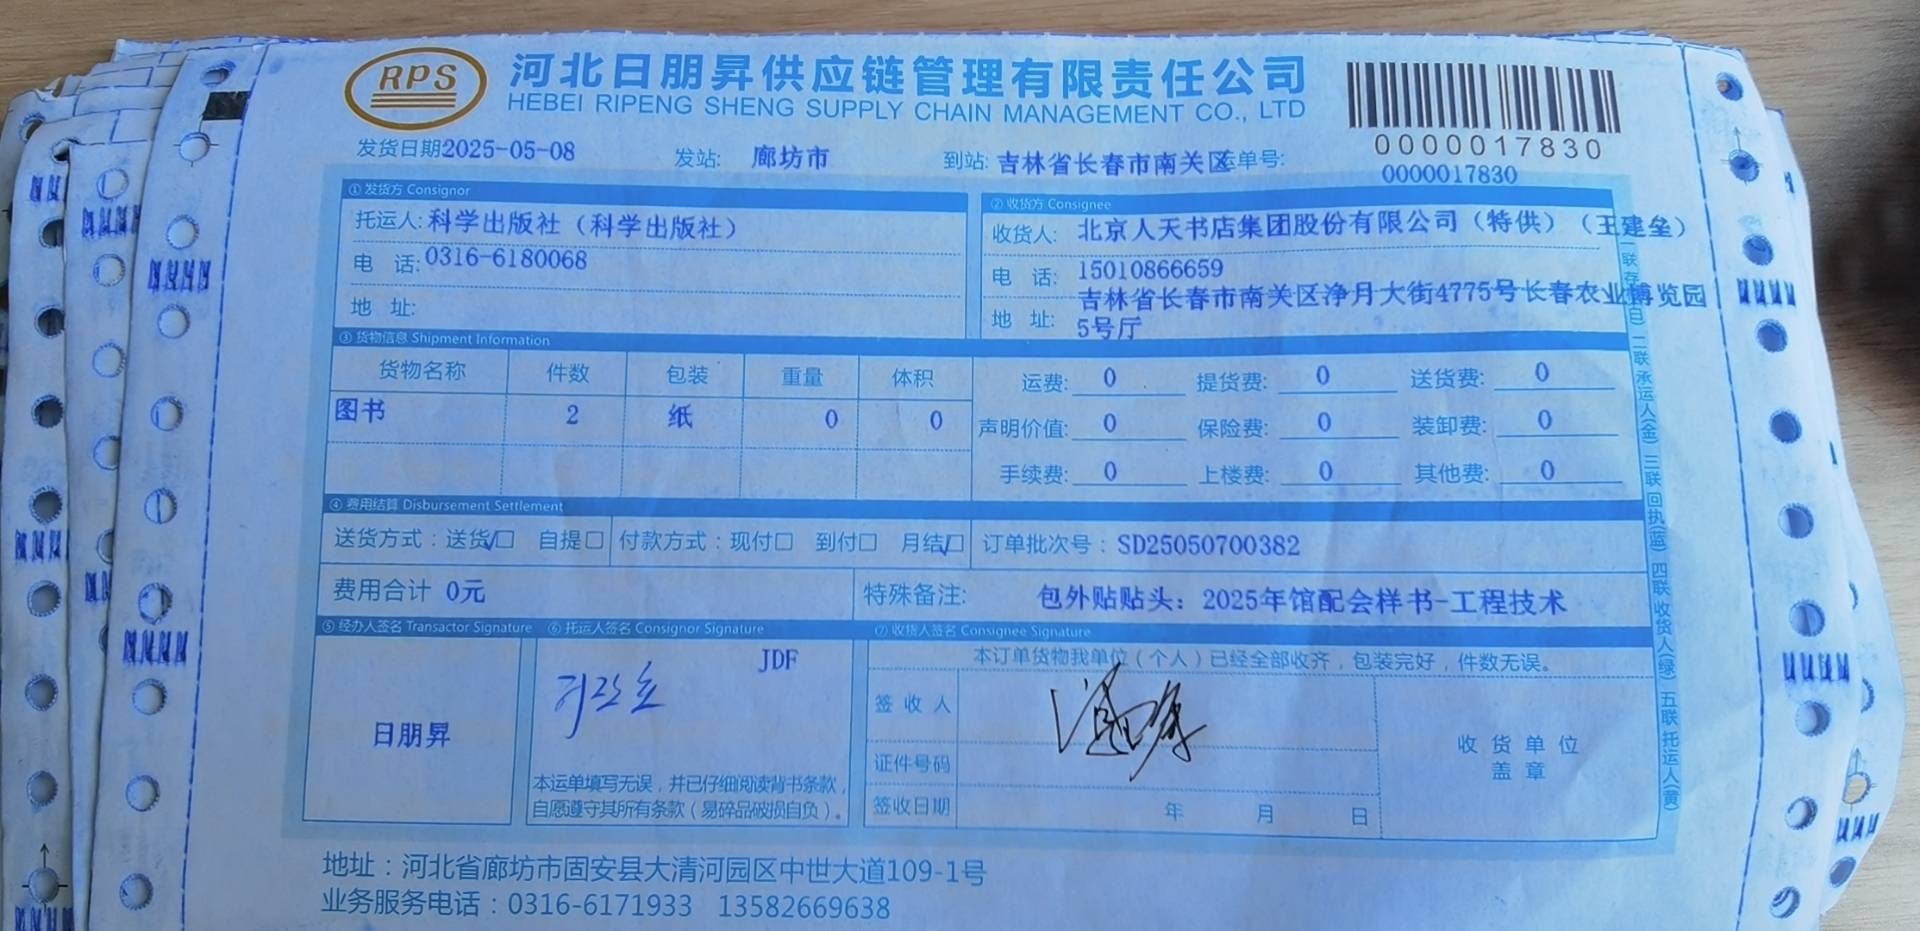 RPS
河北日朋昇供应链管理有限责任公司
HEBEI RIPENG SHENG SUPPLY CHAIN MANAGEMENT CO., LTD
0000017830
发货日期2025-05-08 发站: 廊坊市 到站: 吉林省长春市南关区 运单号: 0000017830
① 发货方 Consignor
托运人: 科学出版社（科学出版社）
电 话: 0316-6180068
地 址:
② 收货方 Consignee
收货人: 北京人天书店集团股份有限公司（特供）（王建垒）
电 话: 15010866659
地 址: 吉林省长春市南关区净月大街4775号长春农业博览园
5号厅
③ 货物信息 Shipment Information
货物名称 件数 包装 重量 体积
图书 2 纸 0 0
运费: 0 提货费: 0 送货费: 0
声明价值: 0 保险费: 0 装卸费: 0
手续费: 0 上楼费: 0 其他费: 0
④ 费用结算 Disbursement Settlement
送货方式：送货√□ 自提□ 付款方式：现付□ 到付□ 月结√□ 订单批次号：SD25050700382
费用合计 0元 特殊备注: 包外贴贴头：2025年馆配会样书-工程技术
⑤ 经办人签名 Transactor Signature ⑥ 托运人签名 Consignor Signature ⑦ 收货人签名 Consignee Signature
日朋昇
JDF
本运单填写无误，并已仔细阅读背书条款，
自愿遵守其所有条款（易碎品破损自负）。
本订单货物我单位（个人）已经全部收齐，包装完好，件数无误。
签 收 人
证件号码
签收日期 年 月 日
收 货 单 位
盖 章
二联 承运人(金) 三联 回执(蓝) 四联 收货人(绿) 五联 托运人(黄)
地址：河北省廊坊市固安县大清河园区中世大道109-1号
业务服务电话：0316-6171933 13582669638